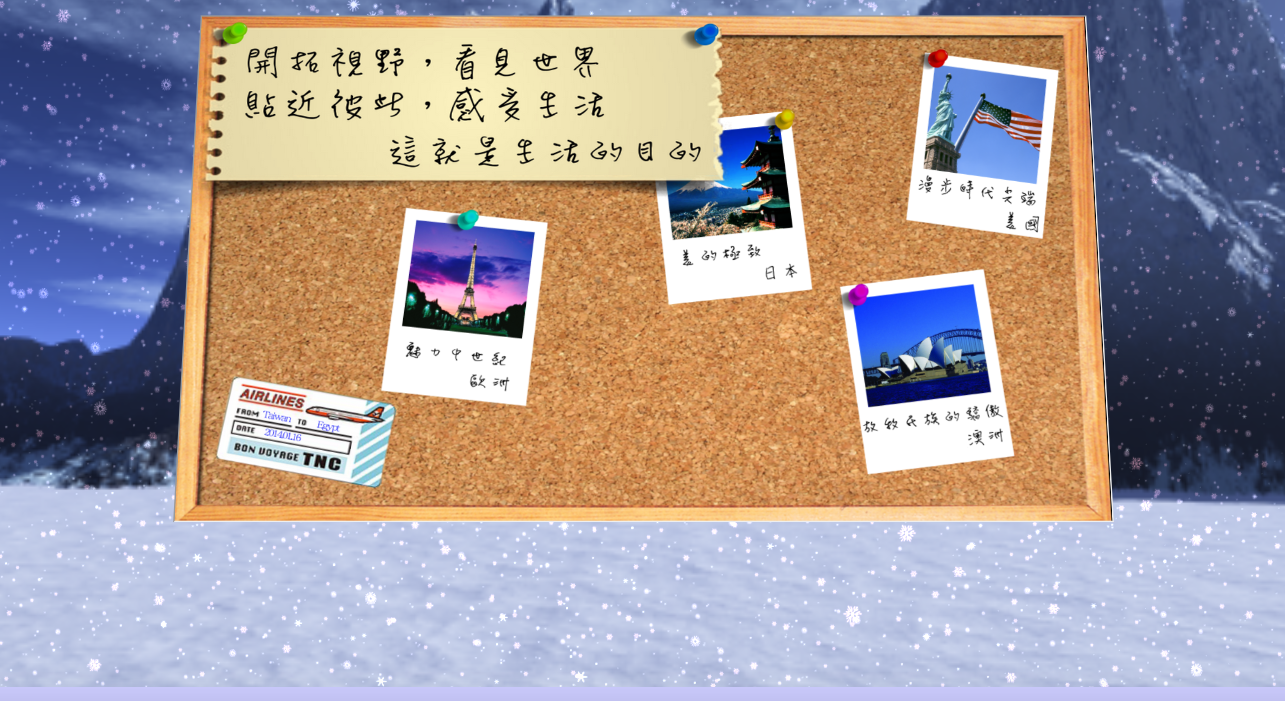 開拓視野，看見世界
貼近彼此，感受生活
這就是生活的目的
漫步時代尖端
美國
美的極致
日本
魅力中世紀
歐洲
放牧民族的驕傲
澳洲
AIRLINES
FROM Taiwan TO Egypt
DATE 2014.01.16
BON VOYAGE TNC